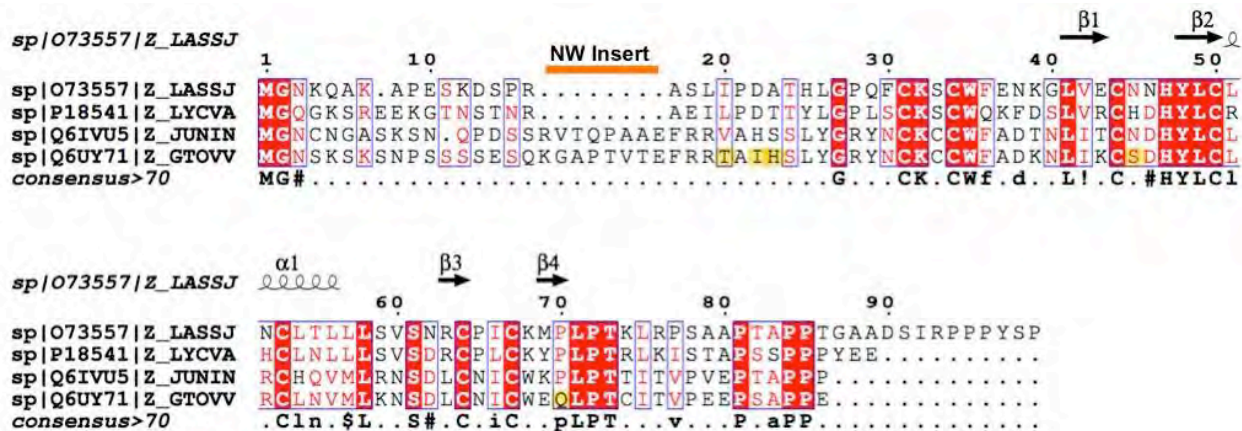 sp|O73557|Z_LASSJ β1 β2
NW Insert
1 10 20 30 40 50
sp|O73557|Z_LASSJ MGNKQAK.APESKDSPR........ASLIPDATHLGPQFCKSCWFENKGLVECNNHYLCL
sp|P18541|Z_LYCVA MGQGKSREEKGTNSTNR........AEILPDTTYLGPLSCKSCWQKFDSLVRCHDHYLCR
sp|Q6IVU5|Z_JUNIN MGNCNGASKSN.QPDSSRVTQPAAEFRRVAHSSLYGRYNCKCCWFADTNLITCNDHYLCL
sp|Q6UY71|Z_GTOVV MGNSKSKSNPSSSSESQKGAPTVTEFRRTAIHSLYGRYNCKCCWFADKNLIKCSDHYLCL
consensus>70 MG#................................G...CK.CWf.d..L!.C.#HYLCl
sp|O73557|Z_LASSJ α1 β3 β4
60 70 80 90
sp|O73557|Z_LASSJ NCLTLLLSVSNRCPICKMPLPTKLRPSAAPTAPPTGAADSIRPPPYSP
sp|P18541|Z_LYCVA HCLNLLLSVSDRCPLCKYPLPTRLKISTAPSSPPPYEE..........
sp|Q6IVU5|Z_JUNIN RCHQVMLRNSDLCNICWKPLPTTITVPVEPTAPPP.............
sp|Q6UY71|Z_GTOVV RCLNVMLKNSDLCNICWEQLPTCITVPEEPSAPPE.............
consensus>70 .Cln.$L..S#.C.iC..pLPT...v...P.aPP..............